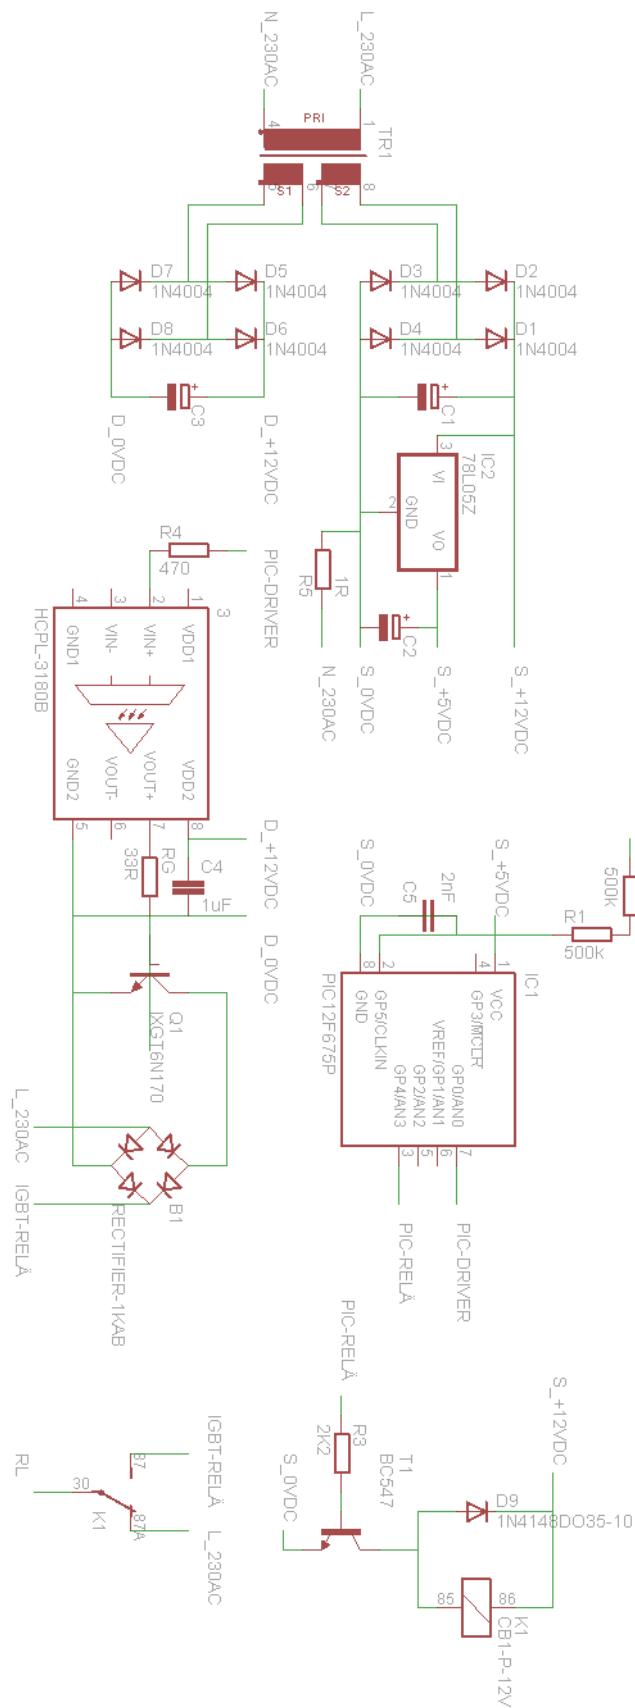 N_230AC
L_230AC
4
PRI
1
TR1
S1
6
S2
8
D7
1N4004
D5
1N4004
D3
1N4004
D2
1N4004
D8
1N4004
D6
1N4004
D4
1N4004
D1
1N4004
+
C3
+
C1
D_0VDC
D_+12VDC
3
IC2
78L05Z
VI
2
GND
VO
1
R4
470
PIC-DRIVER
R5
1R
+
C2
N_230AC
S_0VDC
S_+5VDC
S_+12VDC
4
3
2
1
3
HCPL-3180B
GND1
VIN-
VIN+
VDD1
GND2
VOUT-
VOUT+
VDD2
5
6
7
8
33R
RG
C4
1uF
D_+12VDC
D_0VDC
S_0VDC
2nF
C5
S_+5VDC
500k
R1
500k
8
2
4
1
IC1
PIC12F675P
GND
GP5/CLKIN
GP3/MCLR
VCC
GP4/AN3
GP2/AN2
VREF/GP1/AN1
GP0/AN0
3
5
6
7
PIC-RELÄ
PIC-DRIVER
Q1
IXGT6N170
L_230AC
IGBT-RELÄ
B1
RECTIFIER-1KAB
PIC-RELÄ
R3
2K2
S_0VDC
T1
BC547
S_+12VDC
D9
1N4148DO35-10
85
86
K1
CB1-P-12V
RL
30
87
87A
K1
IGBT-RELÄ
L_230AC